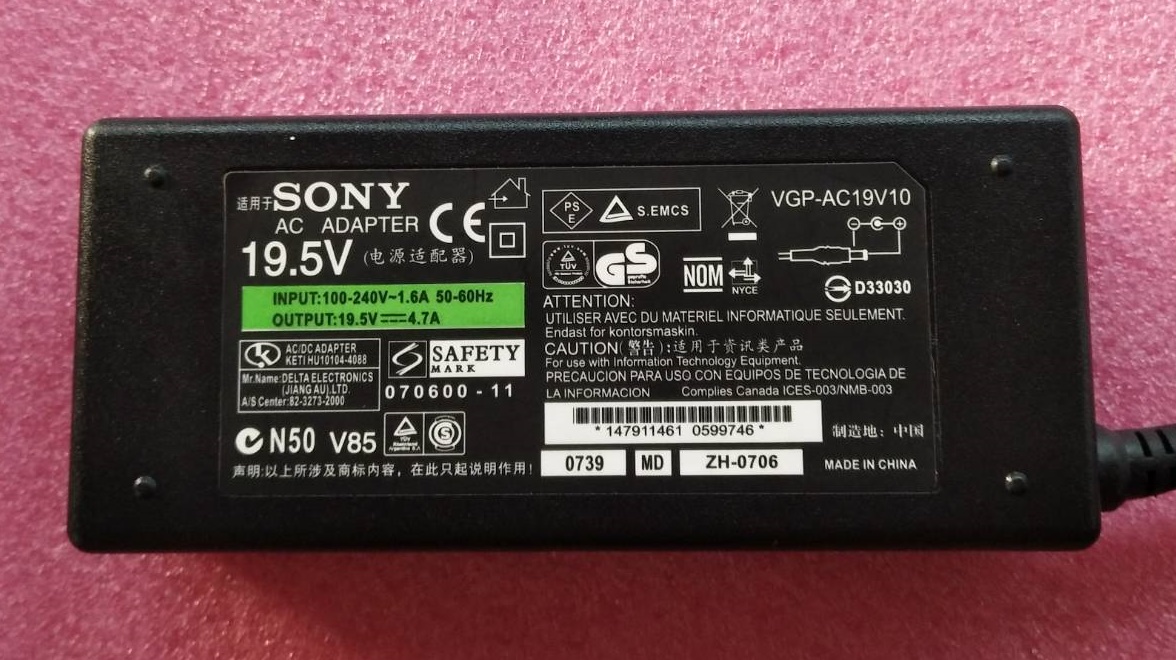 适用于SONY
AC ADAPTER
19.5V (电源适配器)
INPUT:100-240V~1.6A 50-60Hz
OUTPUT:19.5V⎓4.7A
AC/DC ADAPTER
KETI HU10104-4088
Mr.Name:DELTA ELECTRONICS
(JIANG AU),LTD.
A/S Center:82-3273-2000
SAFETY
MARK
070600-11
N50 V85
TÜV
Rheinland
Argentina S.A.
S
声明:以上所涉及商标内容，在此只起说明作用!
PS
E
S.EMCS
VGP-AC19V10
TÜV
GS
geprüfte
Sicherheit
NOM
NYCE
D33030
ATTENTION:
UTILISER AVEC DU MATERIEL INFORMATIQUE SEULEMENT.
Endast for kontorsmaskin.
CAUTION(警告):适用于资讯类产品
For use with Information Technology Equipment.
PRECAUCION PARA USO CON EQUIPOS DE TECNOLOGIA DE
LA INFORMACION Complies Canada ICES-003/NMB-003
*147911461 0599746*
制造地：中国
0739 MD ZH-0706
MADE IN CHINA